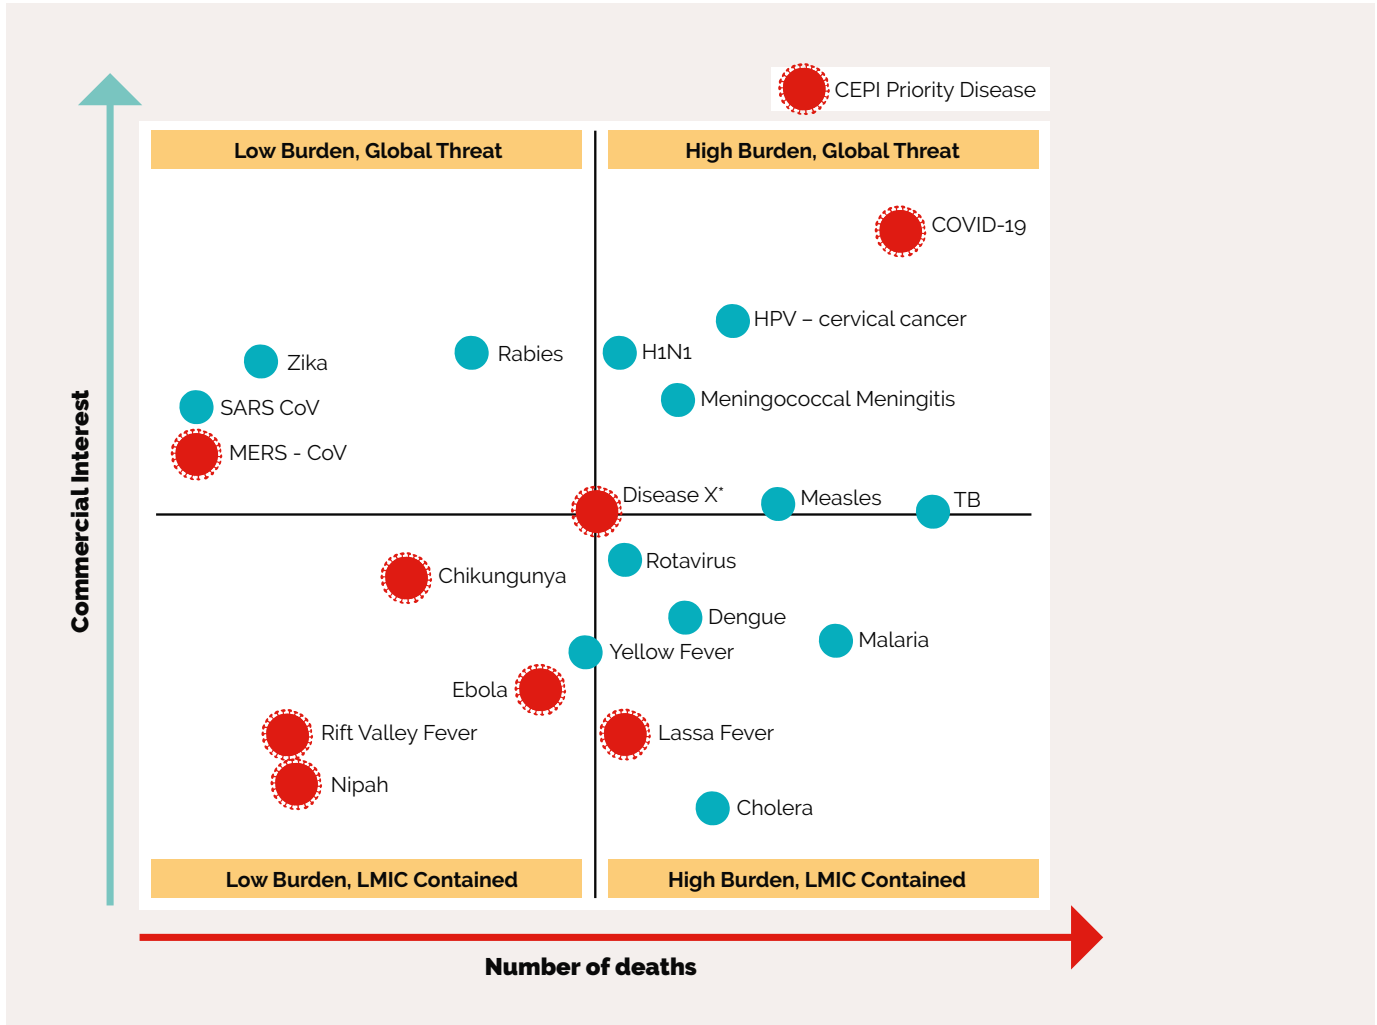 CEPI Priority Disease
Low Burden, Global Threat
High Burden, Global Threat
COVID-19
HPV – cervical cancer
H1N1
Rabies
Zika
Meningococcal Meningitis
SARS CoV
MERS - CoV
Disease X*
Measles
TB
Rotavirus
Chikungunya
Dengue
Malaria
Yellow Fever
Ebola
Rift Valley Fever
Lassa Fever
Nipah
Cholera
Low Burden, LMIC Contained
High Burden, LMIC Contained
Commercial Interest
Number of deaths